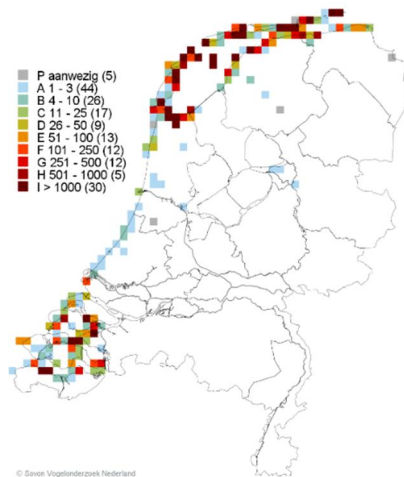 P aanwezig (5)
A 1 - 3 (44)
B 4 - 10 (26)
C 11 - 25 (17)
D 26 - 50 (9)
E 51 - 100 (13)
F 101 - 250 (12)
G 251 - 500 (12)
H 501 - 1000 (5)
I > 1000 (30)
© Sovon Vogelonderzoek Nederland